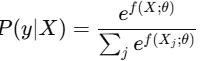 P(y|X) = \frac{e^{f(X;\theta)}}{\sum_j e^{f(X_j;\theta)}}